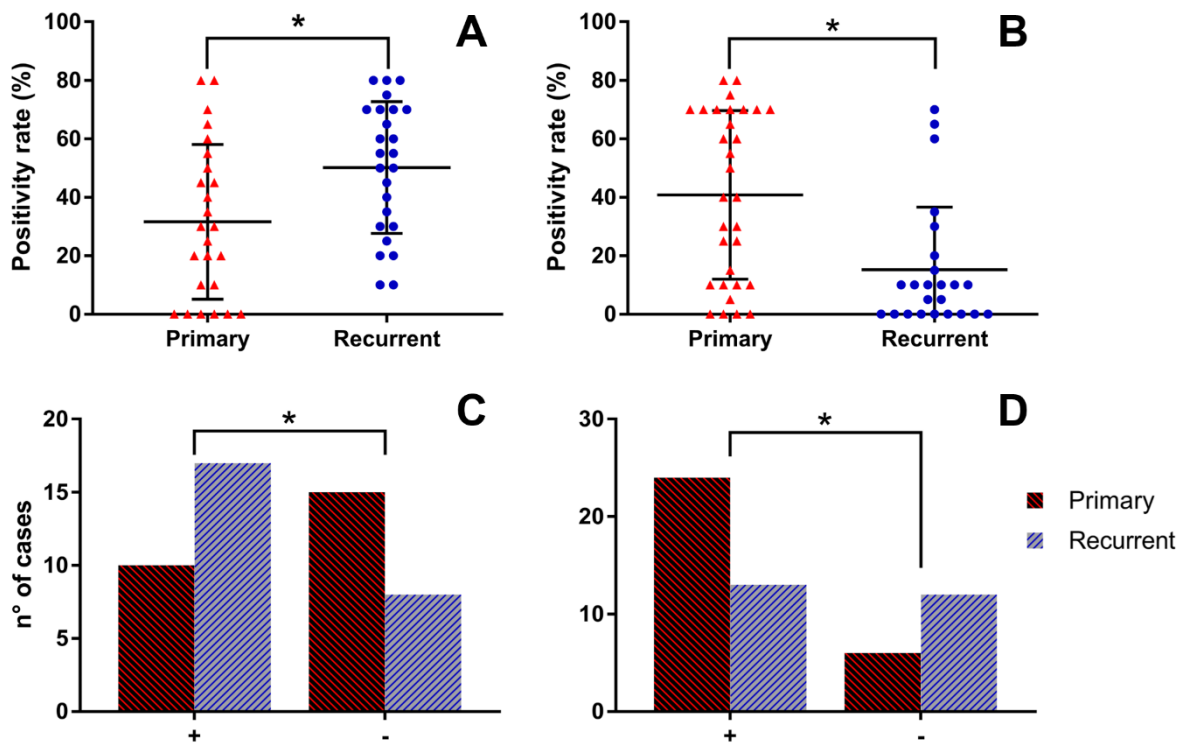 A
*
Positivity rate (%)
100
80
60
40
20
0
Primary
Recurrent
B
*
Positivity rate (%)
100
80
60
40
20
0
Primary
Recurrent
C
*
n° of cases
20
15
10
5
0
+
-
D
*
30
20
10
0
+
-
Primary
Recurrent